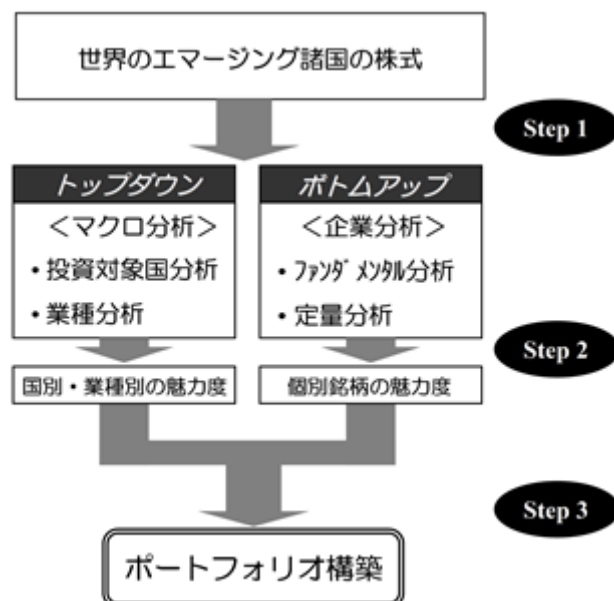 世界のエマージング諸国の株式
Step 1
トップダウン
<マクロ分析>
・投資対象国分析
・業種分析
ボトムアップ
<企業分析>
・ファンダメンタル分析
・定量分析
Step 2
国別・業種別の魅力度
個別銘柄の魅力度
Step 3
ポートフォリオ構築